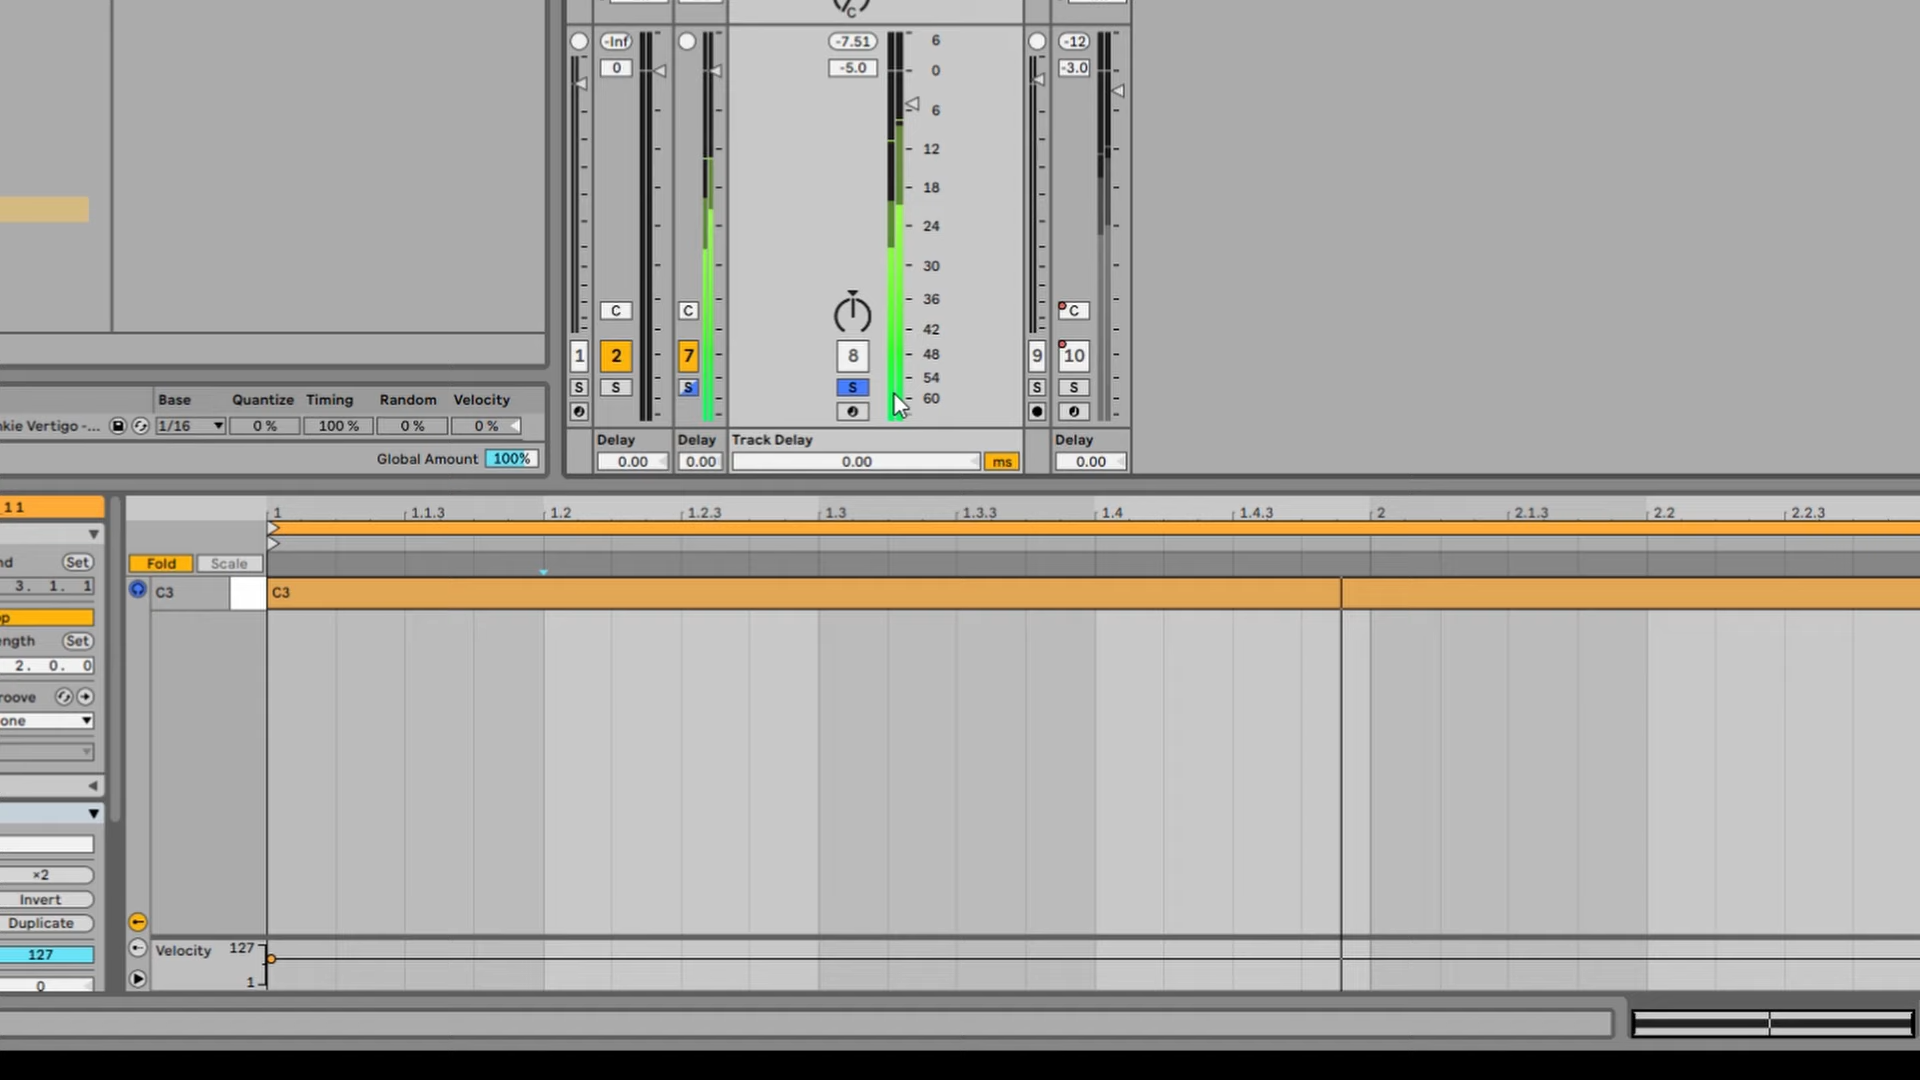 C
-Inf -7.51 6 -12
0 -5.0 0 -3.0
6
12
18
24
30
C C 36 C
42
1 2 7 8 48 9 10
S S S S 54 S S
60
Base Quantize Timing Random Velocity
nkie Vertigo -... 1/16 0 % 100 % 0 % 0 %
Global Amount 100%
Delay Delay Track Delay Delay
0.00 0.00 0.00 ms 0.00
11
1 1.1.3 1.2 1.2.3 1.3 1.3.3 1.4 1.4.3 2 2.1.3 2.2 2.2.3
nd Set
Fold Scale
3. 1. 1
C3 C3
op
ength Set
2. 0. 0
roove
one
×2
Invert
Duplicate
127
0
Velocity 127
1